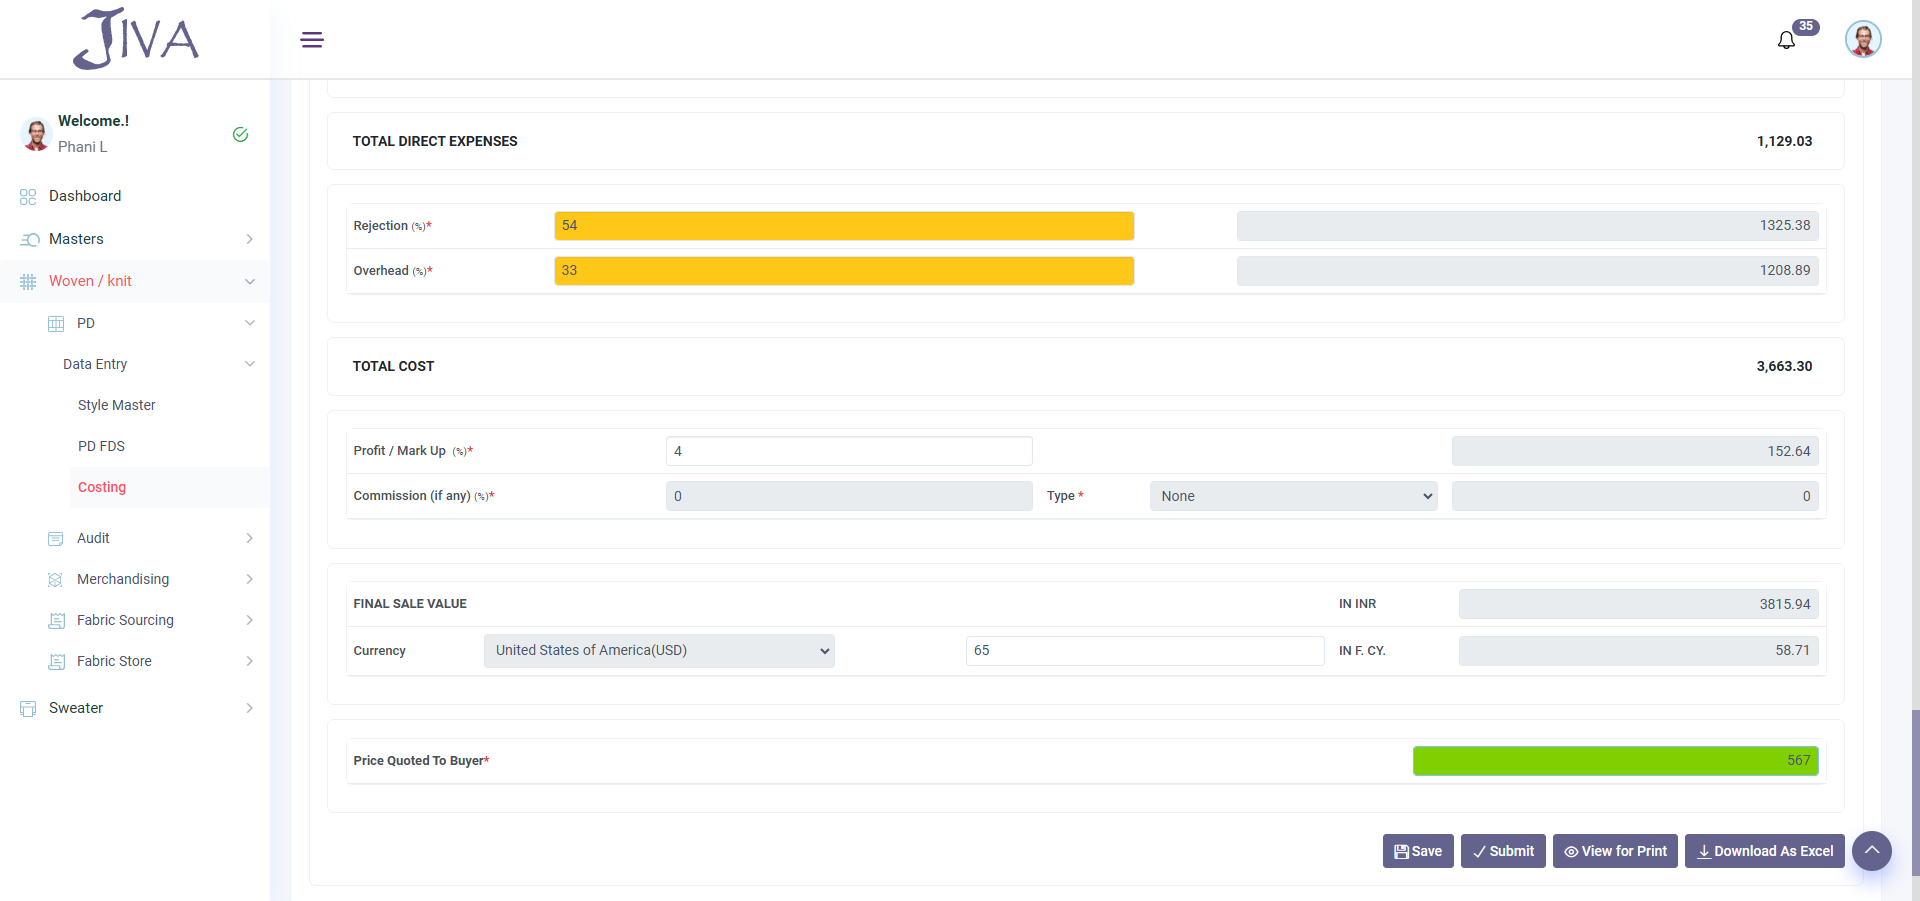 JIVA
35
Welcome.!
Phani L
Dashboard
Masters
Woven / knit
PD
Data Entry
Style Master
PD FDS
Costing
Audit
Merchandising
Fabric Sourcing
Fabric Store
Sweater
TOTAL DIRECT EXPENSES 1,129.03
Rejection (%)* 54 1325.38
Overhead (%)* 33 1208.89
TOTAL COST 3,663.30
Profit / Mark Up (%)* 4 152.64
Commission (if any) (%)* 0 Type * None 0
FINAL SALE VALUE IN INR 3815.94
Currency United States of America(USD) 65 IN F. CY. 58.71
Price Quoted To Buyer* 567
Save Submit View for Print Download As Excel